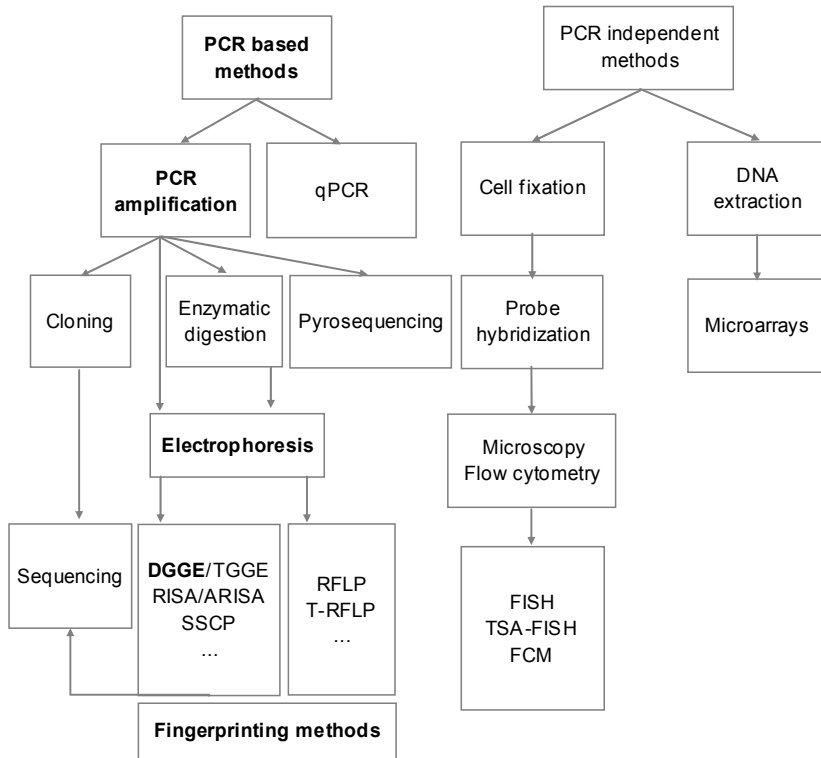 PCR based
methods
PCR independent
methods
PCR
amplification
qPCR
Cell fixation
DNA
extraction
Cloning
Enzymatic
digestion
Pyrosequencing
Probe
hybridization
Microarrays
Electrophoresis
Microscopy
Flow cytometry
Sequencing
DGGE/TGGE
RISA/ARISA
SSCP
...
RFLP
T-RFLP
...
FISH
TSA-FISH
FCM
Fingerprinting methods